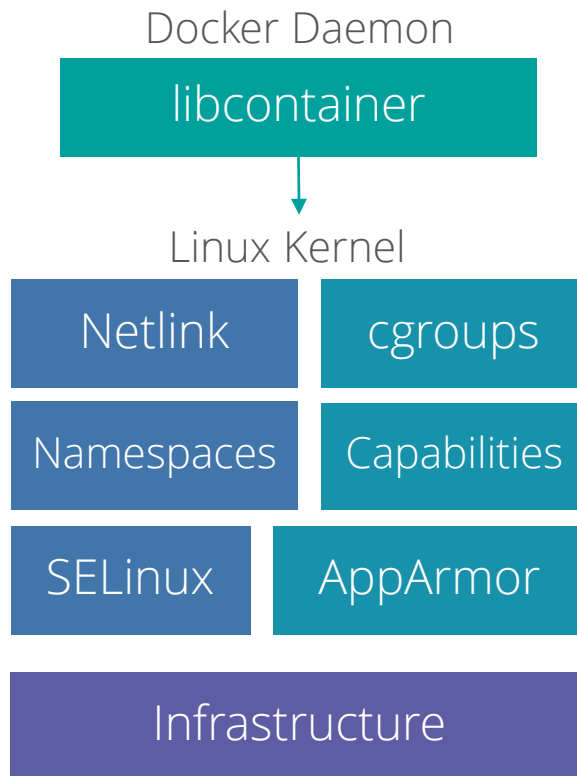 Docker Daemon
libcontainer
Linux Kernel
Netlink
cgroups
Namespaces
Capabilities
SELinux
AppArmor
Infrastructure